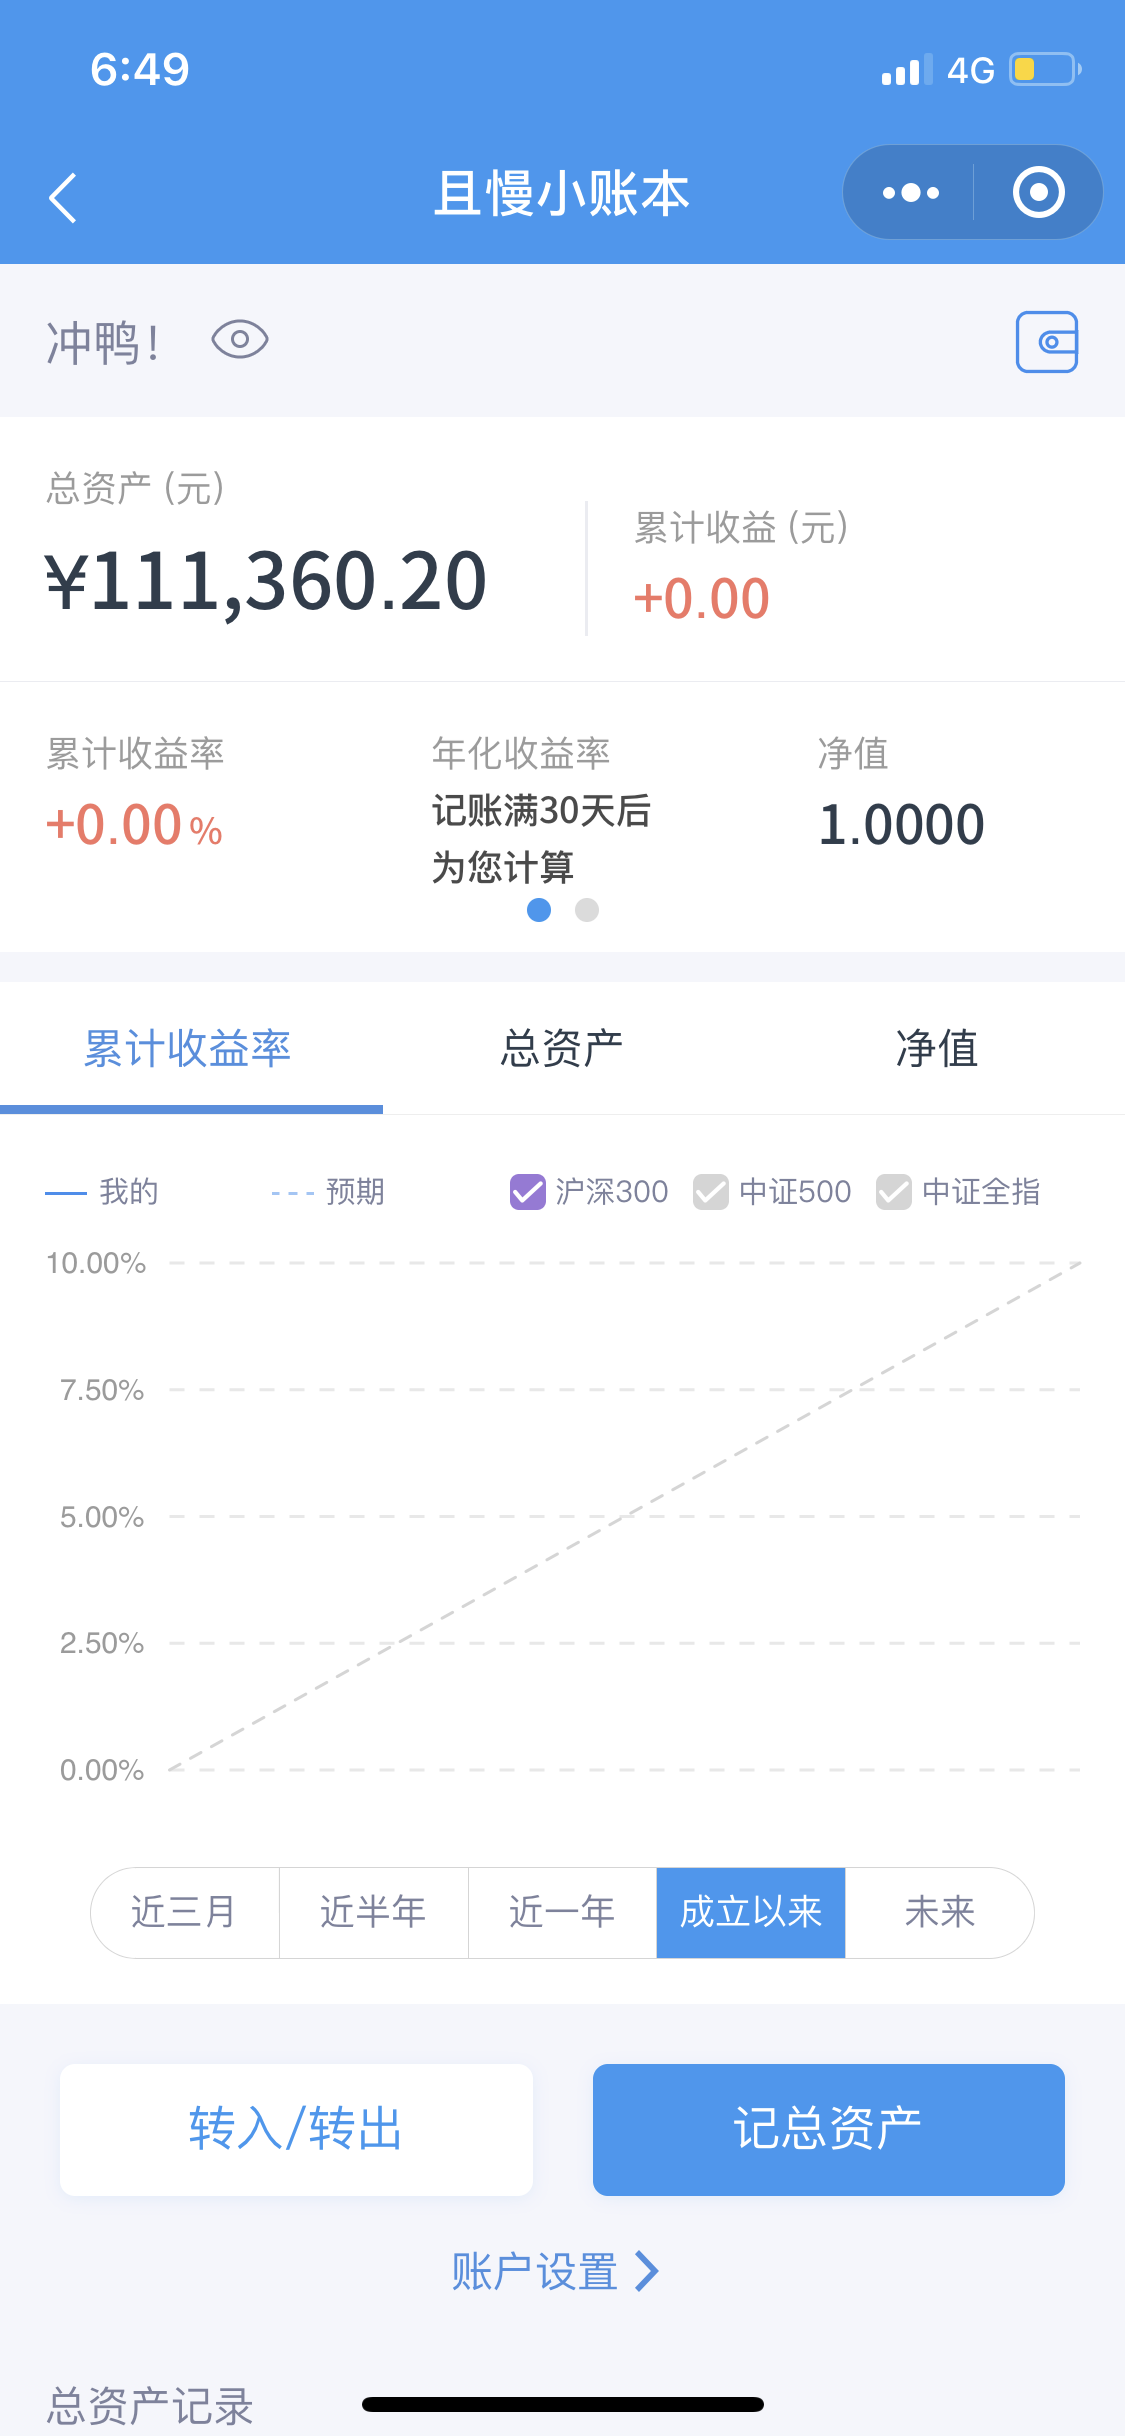 6:49
4G
且慢小账本
冲鸭!
总资产 (元)
¥111,360.20
累计收益 (元)
+0.00
累计收益率
+0.00 %
年化收益率
记账满30天后
为您计算
净值
1.0000
累计收益率 总资产 净值
我的 预期 沪深300 中证500 中证全指
10.00%
7.50%
5.00%
2.50%
0.00%
近三月 近半年 近一年 成立以来 未来
转入/转出 记总资产
账户设置
总资产记录